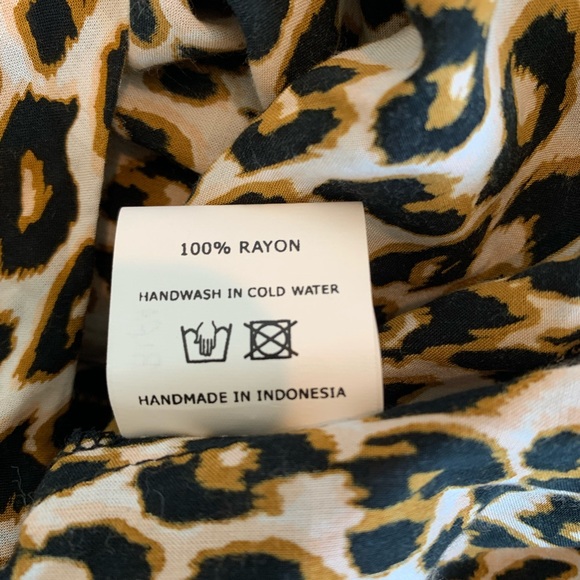 100% RAYON
HANDWASH IN COLD WATER
HANDMADE IN INDONESIA